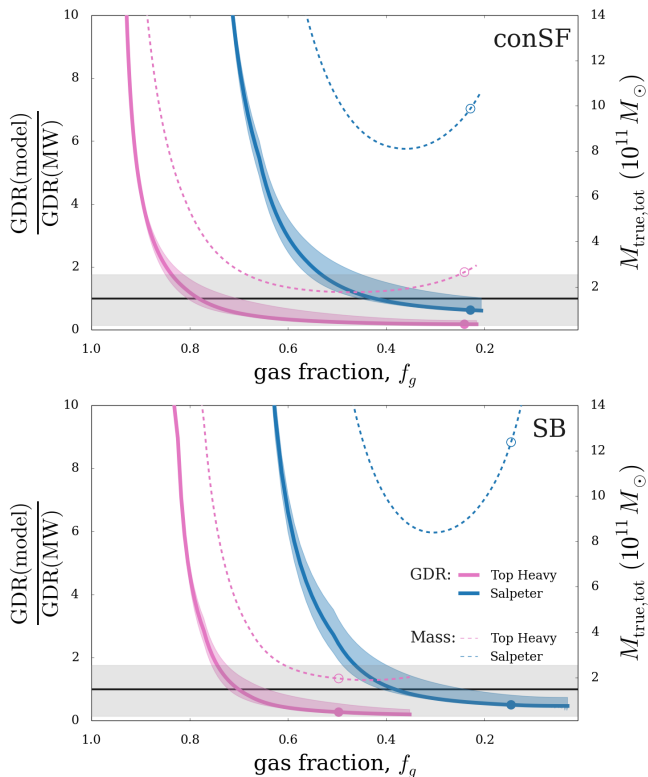 conSF
10
8
6
4
2
0
GDR(model)
GDR(MW)
14
12
10
8
6
4
2
M_true,tot (10^11 M_⊙)
1.0 0.8 0.6 0.4 0.2
gas fraction, f_g
SB
10
8
6
4
2
0
GDR(model)
GDR(MW)
14
12
10
8
6
4
2
M_true,tot (10^11 M_⊙)
GDR: Top Heavy
Salpeter
Mass: Top Heavy
Salpeter
1.0 0.8 0.6 0.4 0.2
gas fraction, f_g